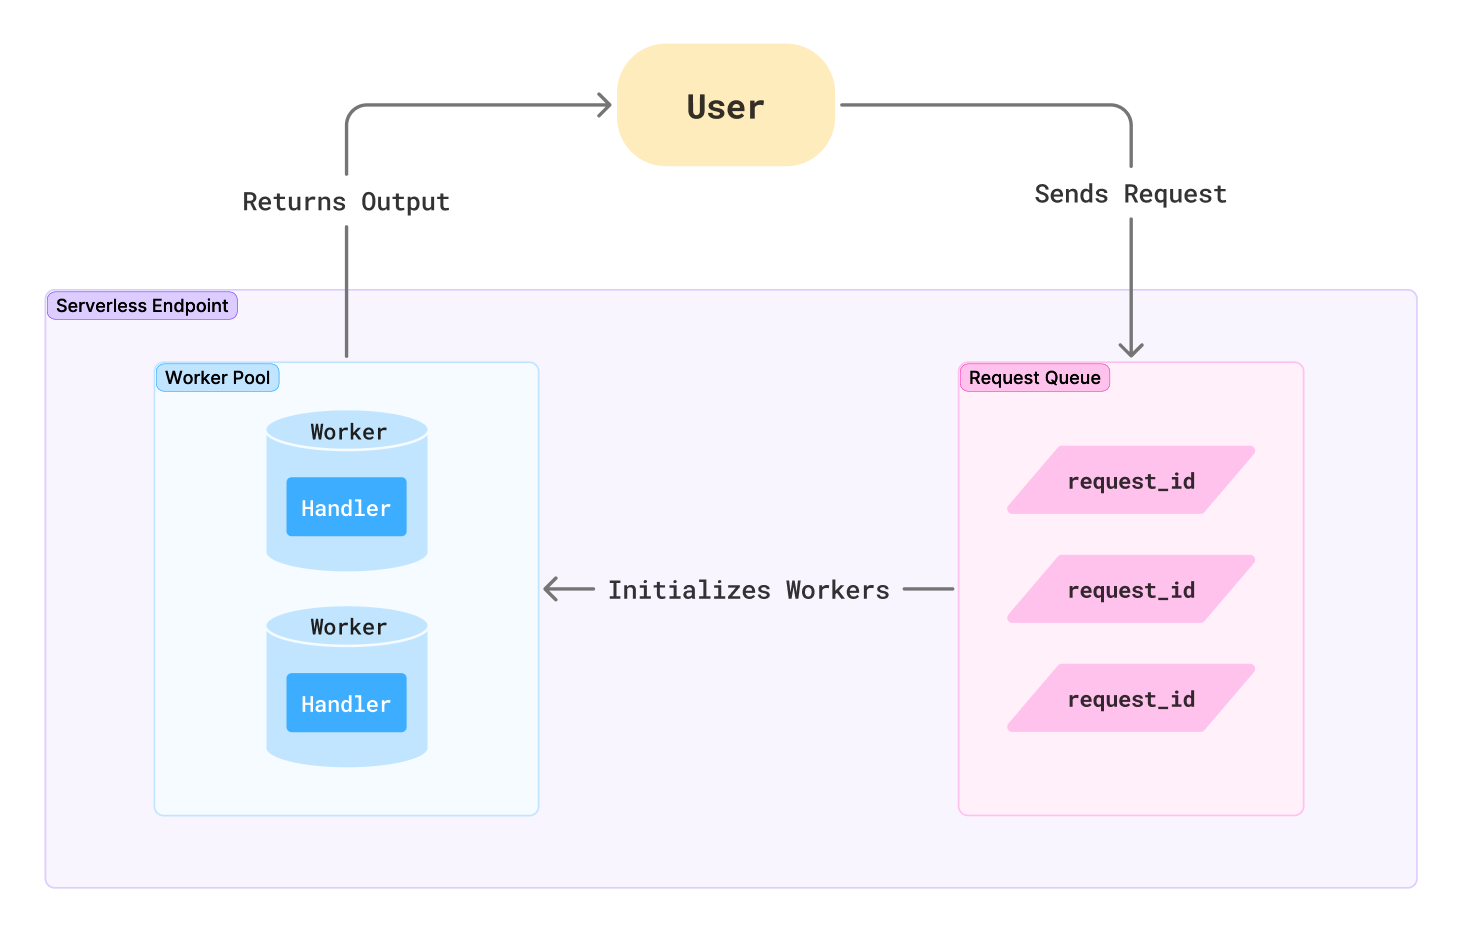 User
Returns Output
Sends Request
Serverless Endpoint
Worker Pool
Worker
Handler
Worker
Handler
Initializes Workers
Request Queue
request_id
request_id
request_id